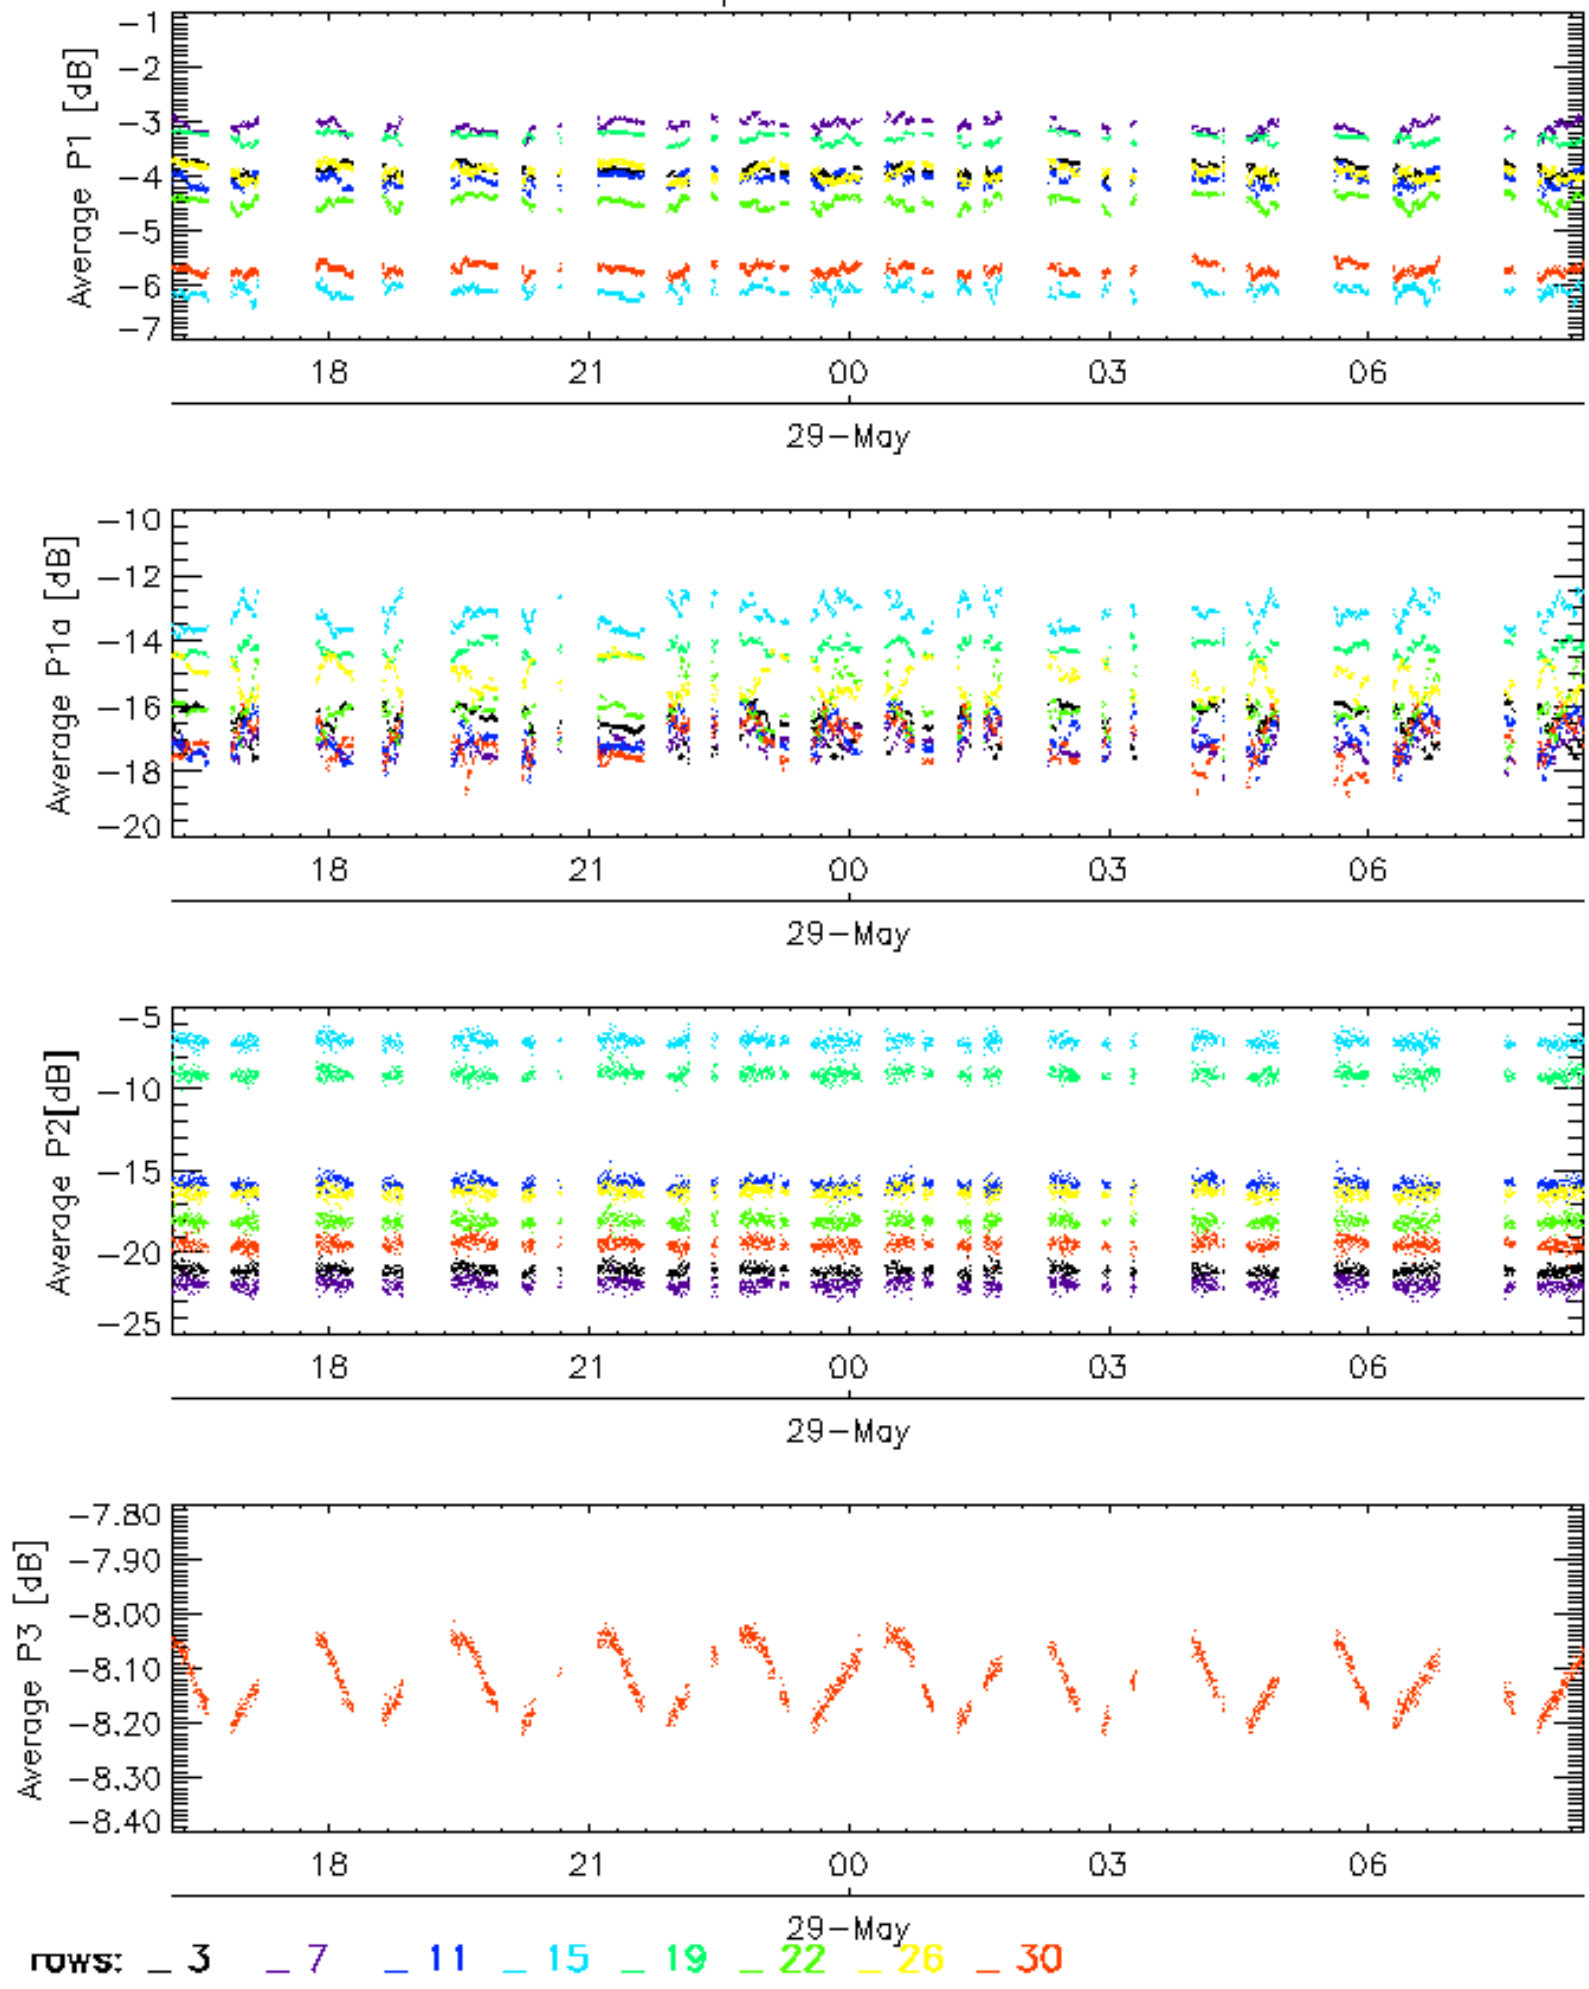 Average P1 [dB]
−1
−2
−3
−4
−5
−6
−7
18 21 00 03 06
29−May
Average P1a [dB]
−10
−12
−14
−16
−18
−20
18 21 00 03 06
29−May
Average P2[dB]
−5
−10
−15
−20
−25
18 21 00 03 06
29−May
Average P3 [dB]
−7.80
−7.90
−8.00
−8.10
−8.20
−8.30
−8.40
18 21 00 03 06
29−May
rows: _ 3 _ 7 _ 11 _ 15 _ 19 _ 22 _ 26 _ 30